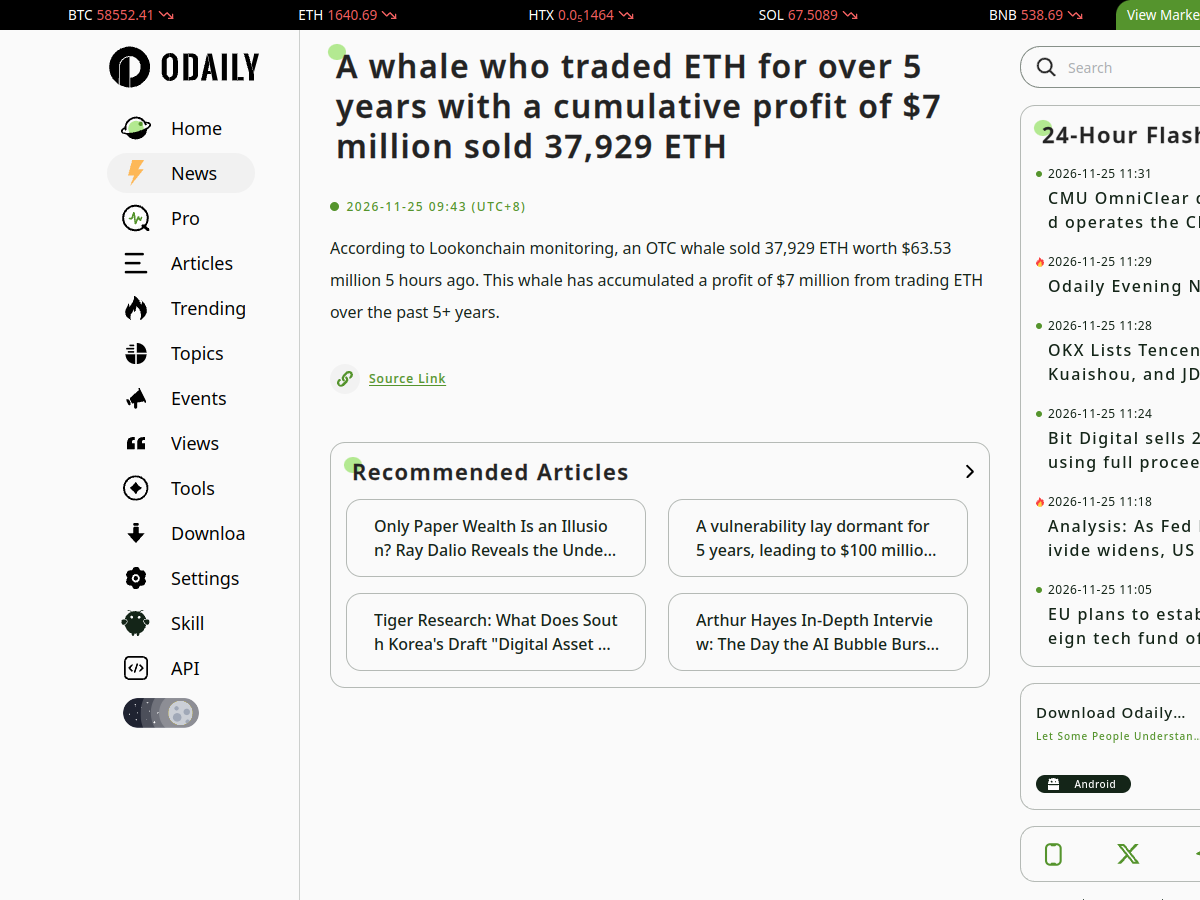 BTC 58552.41 ETH 1640.69 HTX 0.0₅1464 SOL 67.5089 BNB 538.69 View Marke
ODAILY
Home
News
Pro
Articles
Trending
Topics
Events
Views
Tools
Downloa
Settings
Skill
API
A whale who traded ETH for over 5
years with a cumulative profit of $7
million sold 37,929 ETH
2026-11-25 09:43 (UTC+8)
According to Lookonchain monitoring, an OTC whale sold 37,929 ETH worth $63.53
million 5 hours ago. This whale has accumulated a profit of $7 million from trading ETH
over the past 5+ years.
Source Link
Recommended Articles
Only Paper Wealth Is an Illusio
n? Ray Dalio Reveals the Unde...
A vulnerability lay dormant for
5 years, leading to $100 millio...
Tiger Research: What Does Sout
h Korea's Draft "Digital Asset ...
Arthur Hayes In-Depth Intervie
w: The Day the AI Bubble Burs...
Search
24-Hour Flash
2026-11-25 11:31
CMU OmniClear
d operates the
2026-11-25 11:29
Odaily Evening N
2026-11-25 11:28
OKX Lists Tencen
Kuaishou, and JD
2026-11-25 11:24
Bit Digital sells 2
using full procee
2026-11-25 11:18
Analysis: As Fed
ivide widens, US
2026-11-25 11:05
EU plans to estab
eign tech fund of
Download Odaily...
Let Some People Understan...
Android